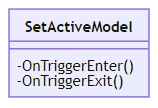 SetActiveModel
-OnTriggerEnter()
-OnTriggerExit()